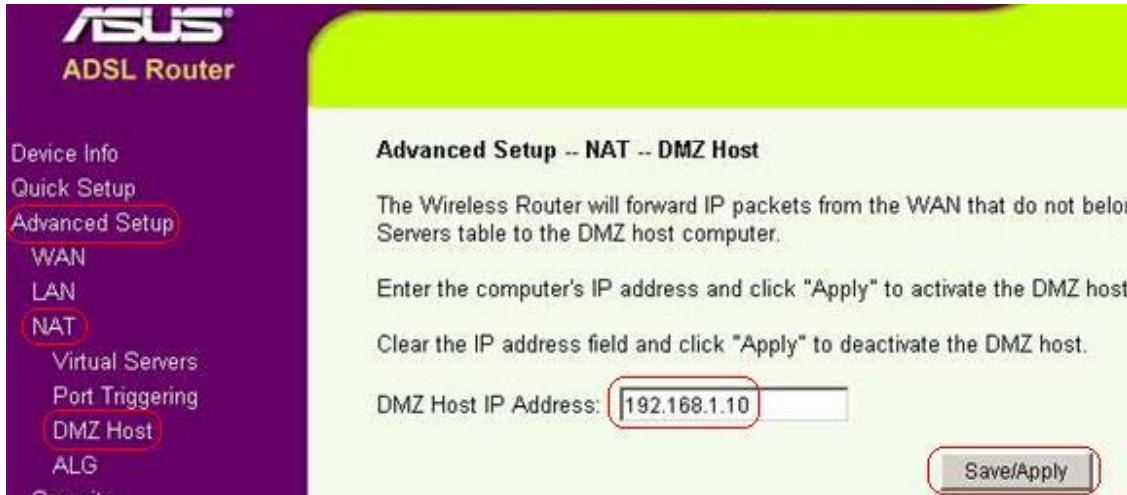 ASUS
ADSL Router
Device Info
Quick Setup
Advanced Setup
WAN
LAN
NAT
Virtual Servers
Port Triggering
DMZ Host
ALG
Advanced Setup -- NAT -- DMZ Host
The Wireless Router will forward IP packets from the WAN that do not
Servers table to the DMZ host computer.
Enter the computer's IP address and click "Apply" to activate the DMZ host
Clear the IP address field and click "Apply" to deactivate the DMZ host.
DMZ Host IP Address: 192.168.1.10
Save/Apply